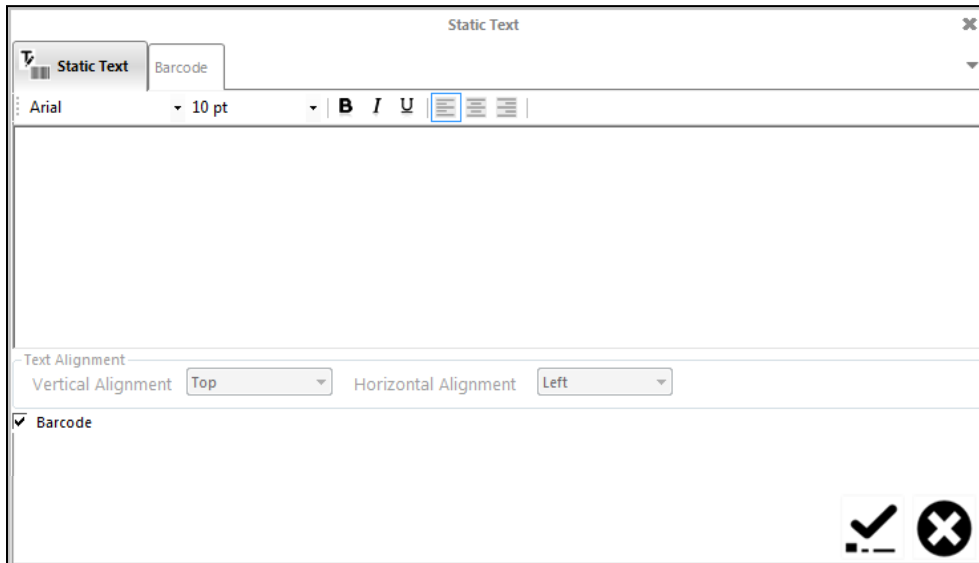 Static Text
Static Text Barcode
Arial 10 pt B I U
Text Alignment
Vertical Alignment Top Horizontal Alignment Left
Barcode